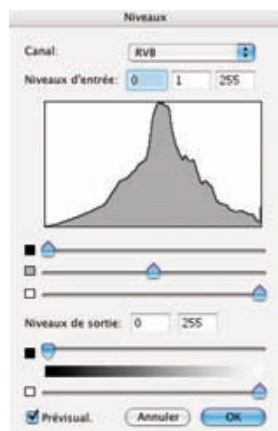 Niveaux
Canal: RVB
Niveaux d'entrée: 0 1 255
Niveaux de sortie: 0 255
Prévisual. Annuler OK